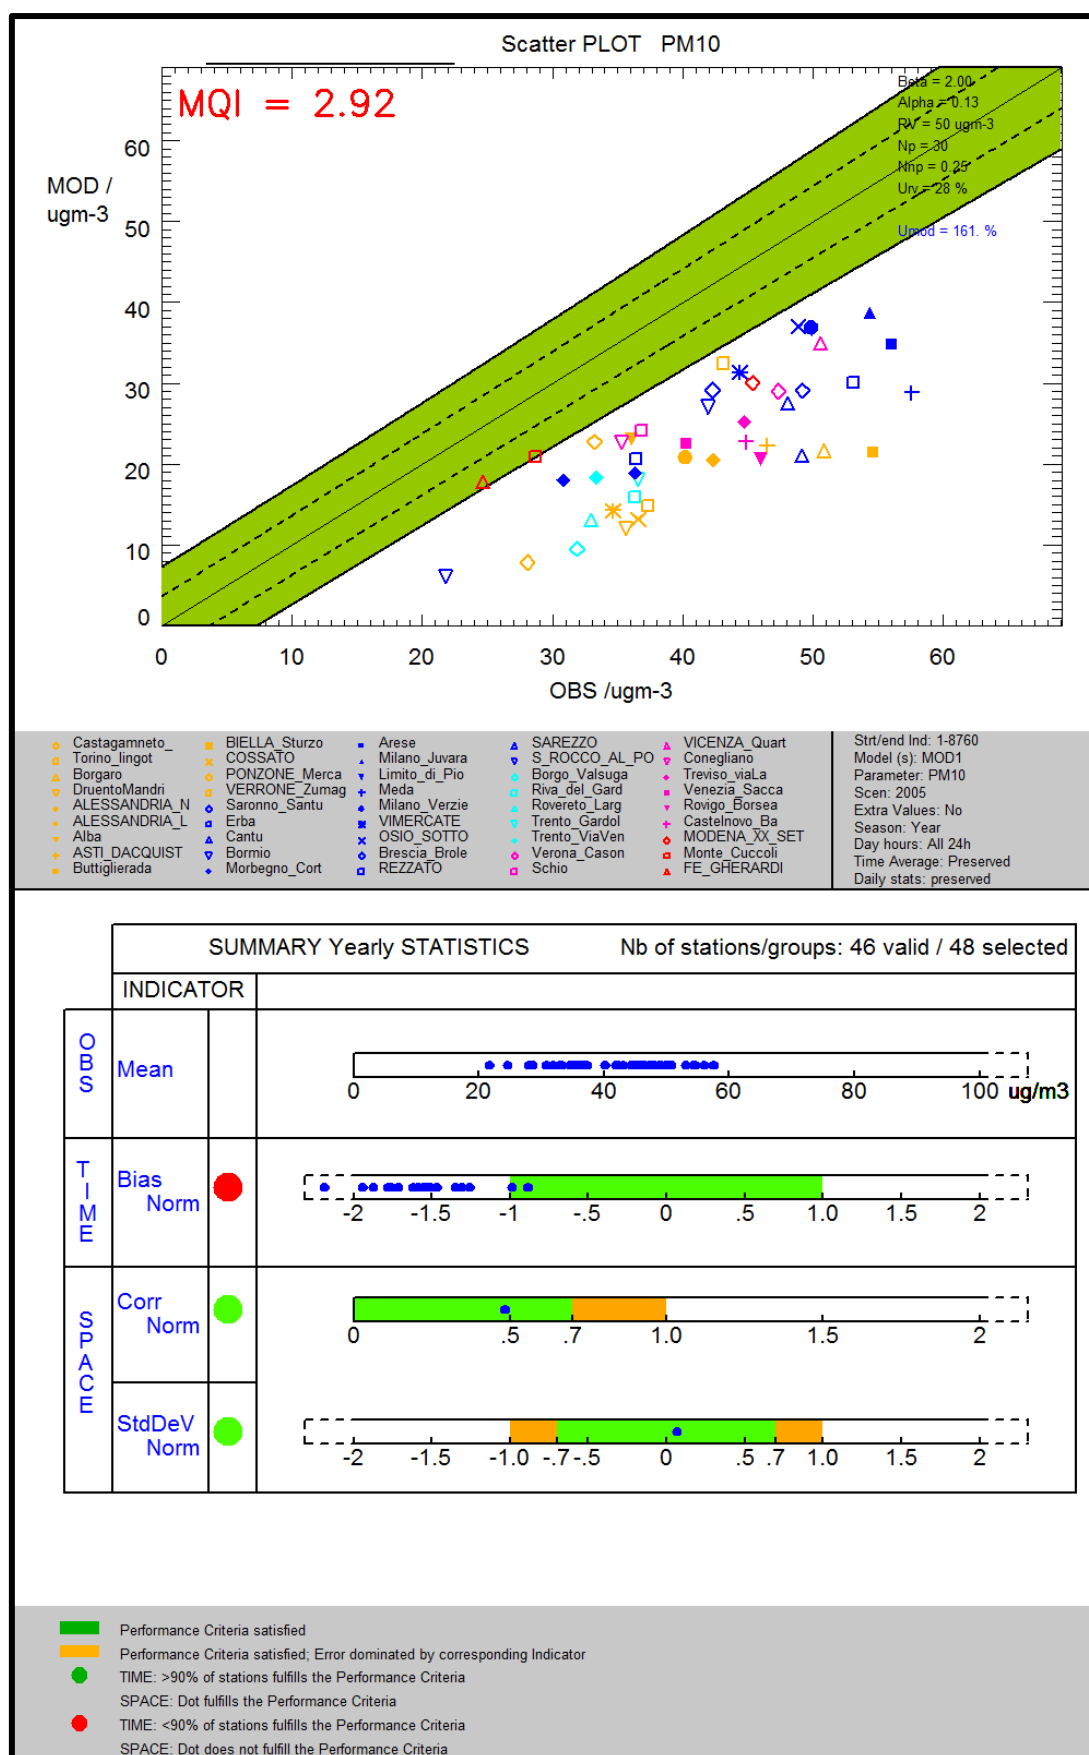 Scatter PLOT PM10
MQI = 2.92
Beta = 2.00
Alpha = 0.13
RV = 50 ugm-3
Np = 30
Nnp = 0.25
Urv = 28 %
Umod = 161. %
MOD /
ugm-3
60
50
40
30
20
10
0
0 10 20 30 40 50 60
OBS /ugm-3
Castagamneto_ BIELLA_Sturzo Arese SAREZZO VICENZA_Quart
Torino_lingot COSSATO Milano_Juvara S_ROCCO_AL_PO Conegliano
Borgaro PONZONE_Merca Limito_di_Pio Borgo_Valsuga Treviso_viaLa
DruentoMandri VERRONE_Zumag Meda Riva_del_Gard Venezia_Sacca
ALESSANDRIA_N Saronno_Santu Milano_Verzie Rovereto_Larg Rovigo_Borsea
ALESSANDRIA_L Erba VIMERCATE Trento_Gardol Castelnovo_Ba
Alba Cantu OSIO_SOTTO Trento_ViaVen MODENA_XX_SET
ASTI_DACQUIST Bormio Brescia_Brole Verona_Cason Monte_Cuccoli
Buttiglierada Morbegno_Cort REZZATO Schio FE_GHERARDI
Strt/end Ind: 1-8760
Model (s): MOD1
Parameter: PM10
Scen: 2005
Extra Values: No
Season: Year
Day hours: All 24h
Time Average: Preserved
Daily stats: preserved
SUMMARY Yearly STATISTICS Nb of stations/groups: 46 valid / 48 selected
INDICATOR
OBS
Mean
0 20 40 60 80 100 ug/m3
TIME
Bias
Norm
-2 -1.5 -1 -.5 0 .5 1.0 1.5 2
SPACE
Corr
Norm
0 .5 .7 1.0 1.5 2
StdDeV
Norm
-2 -1.5 -1.0 -.7 -.5 0 .5 .7 1.0 1.5 2
Performance Criteria satisfied
Performance Criteria satisfied; Error dominated by corresponding Indicator
TIME: >90% of stations fulfills the Performance Criteria
SPACE: Dot fulfills the Performance Criteria
TIME: <90% of stations fulfills the Performance Criteria
SPACE: Dot does not fulfill the Performance Criteria